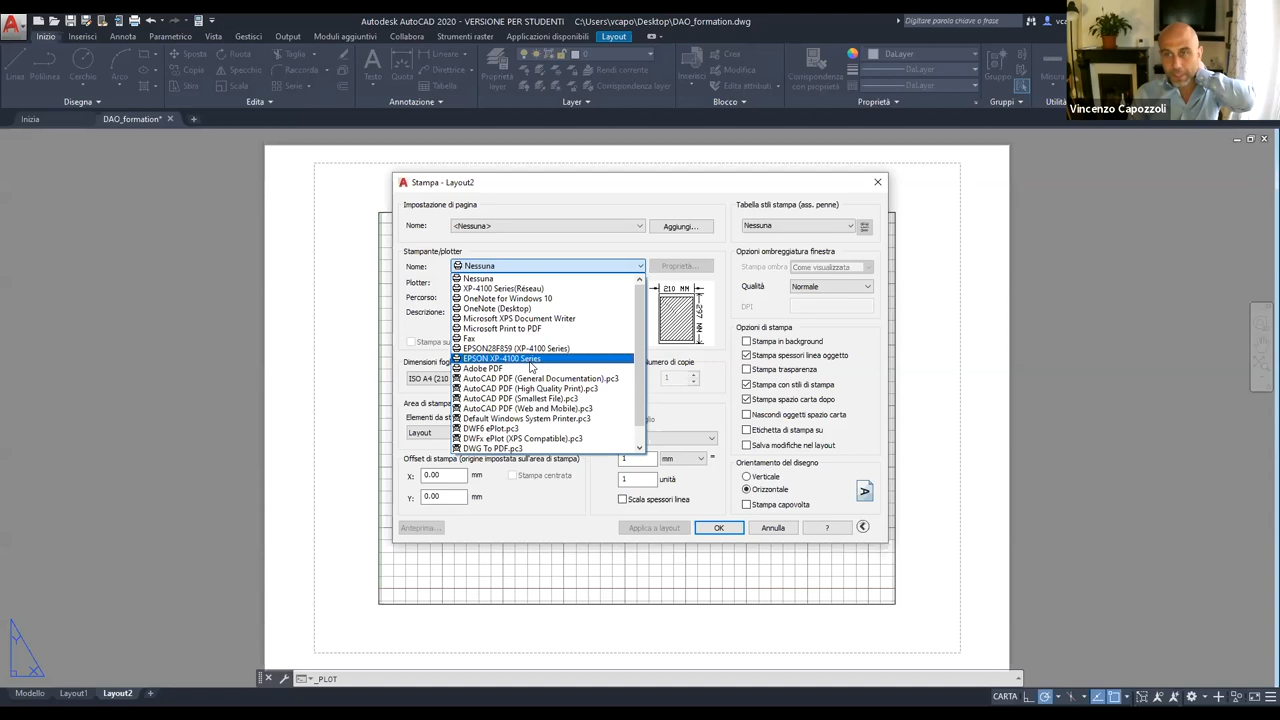 Autodesk AutoCAD 2020 - VERSIONE PER STUDENTI C:\Users\vcapo\Desktop\DAO_formation.dwg
Digitare parola chiave o frase
Inizio Inserisci Annota Parametrico Vista Gestisci Output Moduli aggiuntivi Collabora Strumenti raster Applicazioni disponibili Layout
Linea Polilinea Cerchio Arco
Sposta Ruota Taglia
Copia Specchio Raccorda
Stira Scala Serie
Testo Quota
Lineare
Direttrice
Tabella
Proprietà Layer
0
Rendi corrente
Corrispondenza layer
Inserisci
Crea
Modifica
Modifica attributi
Corrispondenza proprietà
DaLayer
DaLayer
DaLayer
Gruppo
Misura
Disegna Edita Annotazione Layer Blocco Proprietà Gruppi Utilità
Vincenzo Capozzoli
Inizia DAO_formation*
Stampa - Layout2
Impostazione di pagina
Nome: <Nessuna> Aggiungi...
Tabella stili stampa (ass. penne)
Nessuna
Stampante/plotter
Nome: Nessuna Proprietà...
Plotter:
Percorso:
Descrizione:
Nessuna
XP-4100 Series(Réseau)
OneNote for Windows 10
OneNote (Desktop)
Microsoft XPS Document Writer
Microsoft Print to PDF
Fax
EPSON28F859 (XP-4100 Series)
EPSON XP-4100 Series
Adobe PDF
AutoCAD PDF (General Documentation).pc3
AutoCAD PDF (High Quality Print).pc3
AutoCAD PDF (Smallest File).pc3
AutoCAD PDF (Web and Mobile).pc3
Default Windows System Printer.pc3
DWF6 ePlot.pc3
DWFx ePlot (XPS Compatible).pc3
DWG To PDF.pc3
210 MM
297 MM
Stampa su
Dimensioni fog
ISO A4 (210
Numero di copie
1
Area di stampa
Elementi da s
Layout
Offset di stampa (origine impostata sull'area di stampa)
X: 0.00 mm Stampa centrata
Y: 0.00 mm
1 mm =
1 unità
Scala spessori linea
Opzioni ombreggiatura finestra
Stampa ombra Come visualizzata
Qualità Normale
DPI
Opzioni di stampa
Stampa in background
Stampa spessori linea oggetto
Stampa trasparenza
Stampa con stili di stampa
Stampa spazio carta
Nascondi oggetti spazio carta
Etichetta di stampa su
Salva modifiche nel layout
Orientamento del disegno
Verticale
Orizzontale
Stampa capovolta
A
Anteprima... Applica a layout OK Annulla ?
Y
X
_PLOT
Modello Layout1 Layout2
CARTA